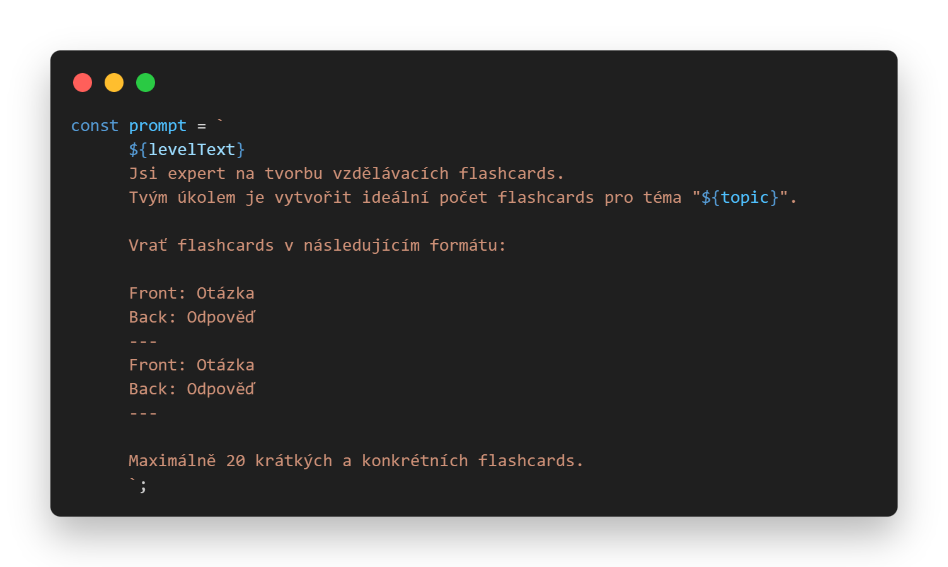 const prompt = `
${levelText}
Jsi expert na tvorbu vzdělávacích flashcards.
Tvým úkolem je vytvořit ideální počet flashcards pro téma "${topic}".
Vrať flashcards v následujícím formátu:
Front: Otázka
Back: Odpověď
---
Front: Otázka
Back: Odpověď
---
Maximálně 20 krátkých a konkrétních flashcards.
`;